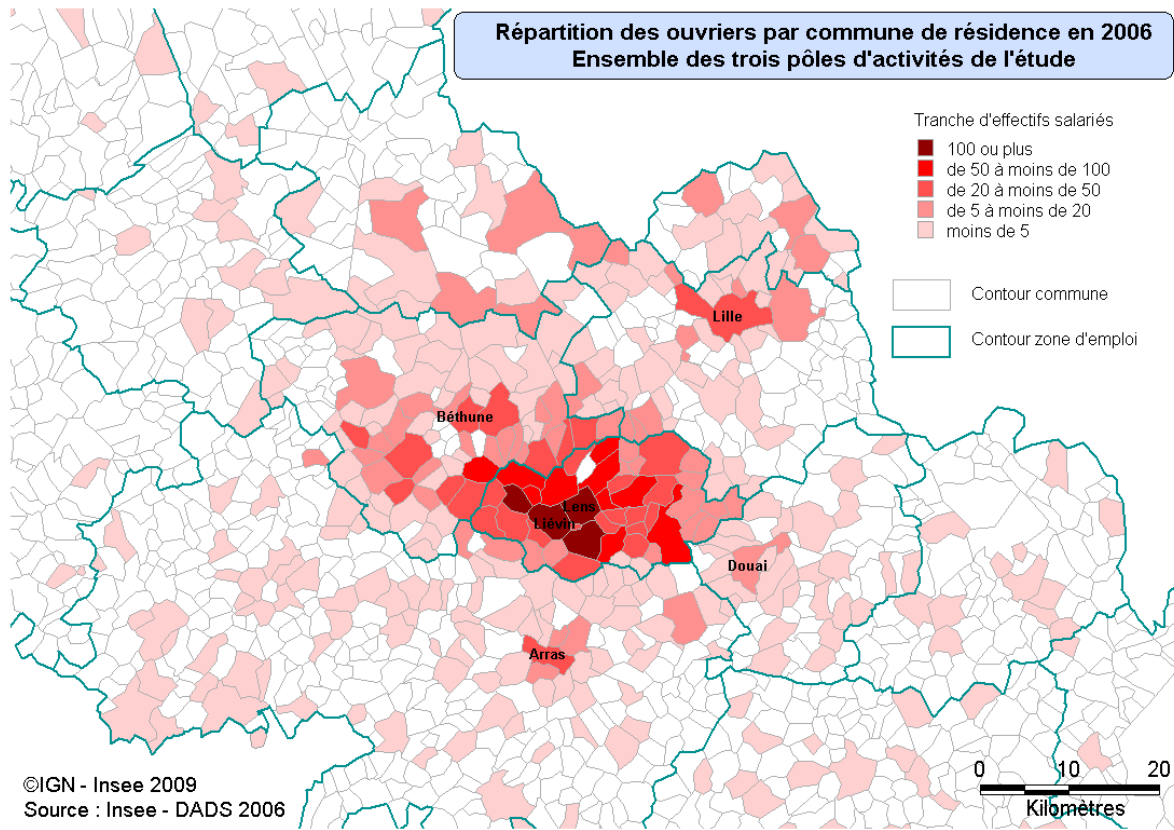 Répartition des ouvriers par commune de résidence en 2006
Ensemble des trois pôles d'activités de l'étude
Tranche d'effectifs salariés
100 ou plus
de 50 à moins de 100
de 20 à moins de 50
de 5 à moins de 20
moins de 5
Contour commune
Contour zone d'emploi
Lille
Béthune
Lens
Liévin
Douai
Arras
©IGN - Insee 2009
Source : Insee - DADS 2006
0 10 20
Kilomètres